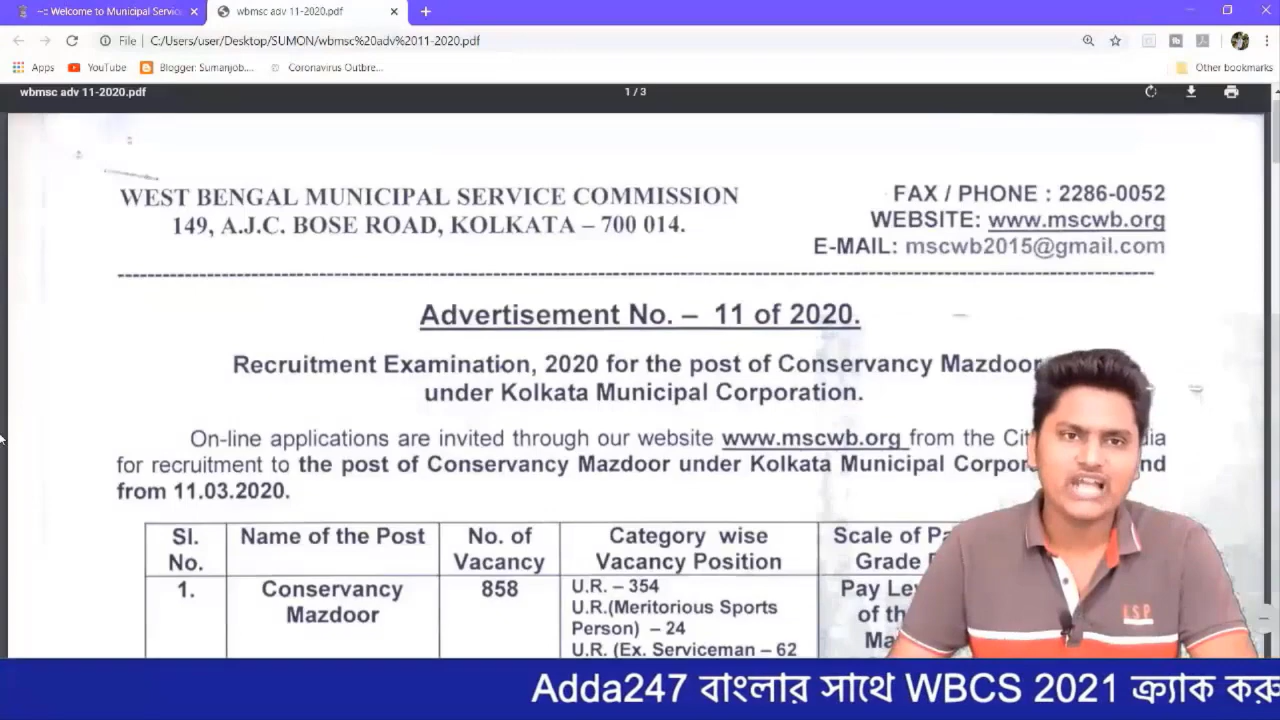 -:: Welcome to Municipal Servic
wbmsc adv 11-2020.pdf
File
C:/Users/user/Desktop/SUMON/wbmsc%20adv%2011-2020.pdf
Apps
YouTube
Blogger: Sumanjob...
Coronavirus Outbre...
Other bookmarks
wbmsc adv 11-2020.pdf
1 / 3
WEST BENGAL MUNICIPAL SERVICE COMMISSION
149, A.J.C. BOSE ROAD, KOLKATA – 700 014.
FAX / PHONE : 2286-0052
WEBSITE: www.mscwb.org
E-MAIL: mscwb2015@gmail.com
Advertisement No. – 11 of 2020.
Recruitment Examination, 2020 for the post of Conservancy Mazdoor
under Kolkata Municipal Corporation.
On-line applications are invited through our website www.mscwb.org from the
for recruitment to the post of Conservancy Mazdoor under Kolkata Municipal
from 11.03.2020.
Sl. No.
Name of the Post
No. of Vacancy
Category wise Vacancy Position
Scale of
Grade
1.
Conservancy Mazdoor
858
U.R. – 354
U.R.(Meritorious Sports
Person) – 24
U.R. (Ex. Serviceman – 62
Pay
of
KSP
Adda247 বাংলার সাথে WBCS 2021 ক্র্যাক করু